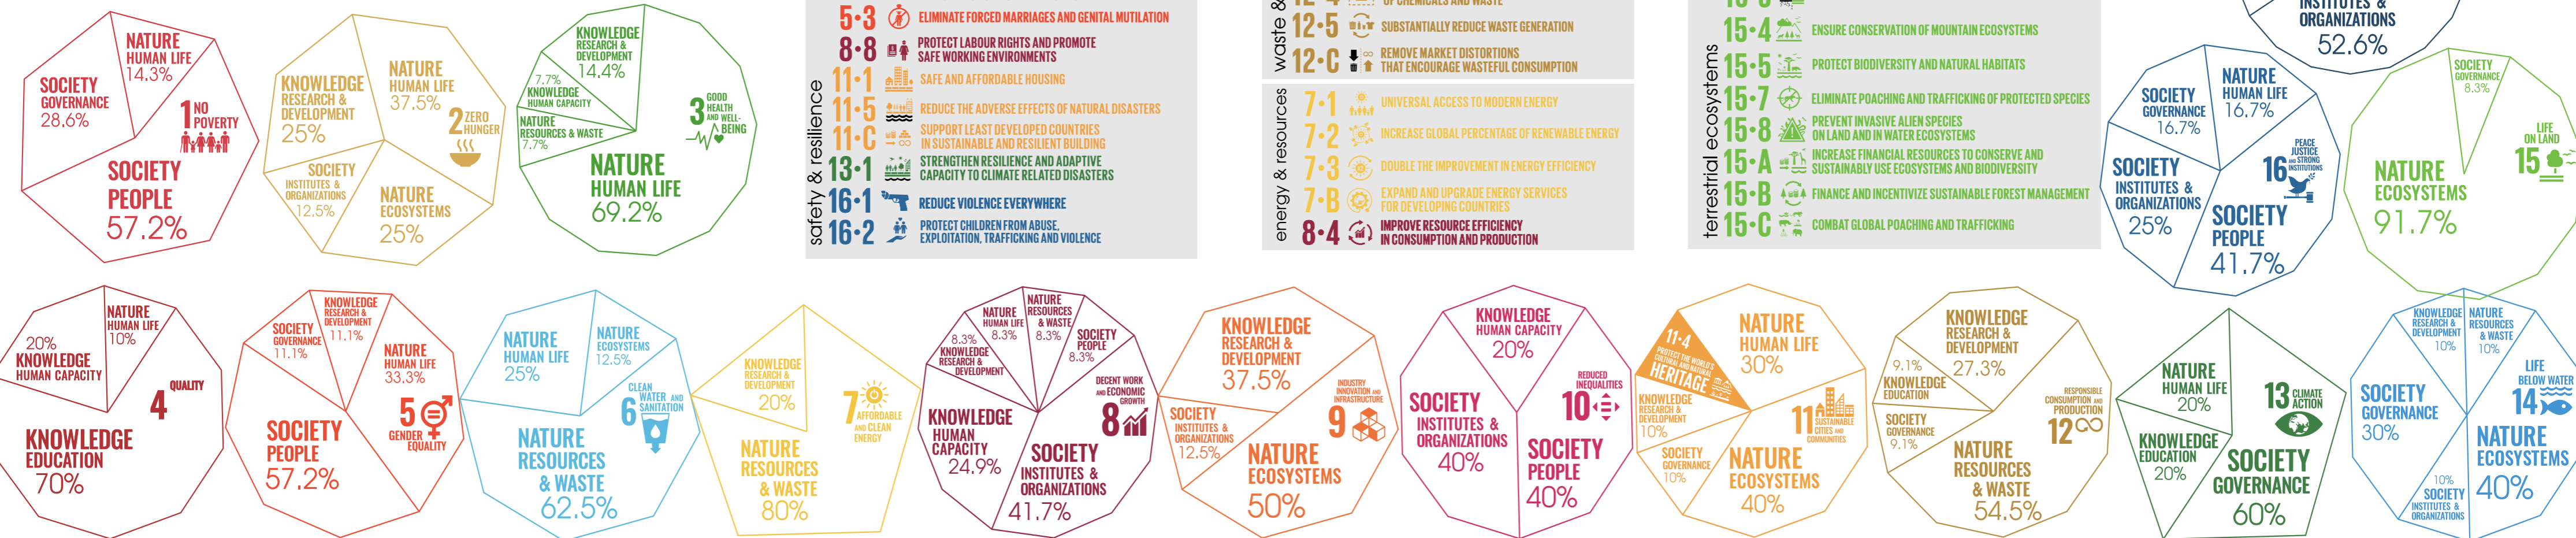 NATURE
HUMAN LIFE
14.3%
SOCIETY
GOVERNANCE
28.6%
1 NO
POVERTY
SOCIETY
PEOPLE
57.2%
KNOWLEDGE
RESEARCH &
DEVELOPMENT
25%
NATURE
HUMAN LIFE
37.5%
2 ZERO
HUNGER
SOCIETY
INSTITUTES &
ORGANIZATIONS
12.5%
NATURE
ECOSYSTEMS
25%
KNOWLEDGE
RESEARCH &
DEVELOPMENT
14.4%
7.7%
KNOWLEDGE
HUMAN CAPACITY
NATURE
RESOURCES & WASTE
7.7%
3 GOOD
HEALTH
AND WELL-
BEING
NATURE
HUMAN LIFE
69.2%
safety & resilience
5·3 ELIMINATE FORCED MARRIAGES AND GENITAL MUTILATION
8·8 PROTECT LABOUR RIGHTS AND PROMOTE
SAFE WORKING ENVIRONMENTS
11·1 SAFE AND AFFORDABLE HOUSING
11·5 REDUCE THE ADVERSE EFFECTS OF NATURAL DISASTERS
11·C SUPPORT LEAST DEVELOPED COUNTRIES
IN SUSTAINABLE AND RESILIENT BUILDING
13·1 STRENGTHEN RESILIENCE AND ADAPTIVE
CAPACITY TO CLIMATE RELATED DISASTERS
16·1 REDUCE VIOLENCE EVERYWHERE
16·2 PROTECT CHILDREN FROM ABUSE,
EXPLOITATION, TRAFFICKING AND VIOLENCE
waste &
OF CHEMICALS AND WASTE
12·5 SUBSTANTIALLY REDUCE WASTE GENERATION
12·C REMOVE MARKET DISTORTIONS
THAT ENCOURAGE WASTEFUL CONSUMPTION
energy & resources
7·1 UNIVERSAL ACCESS TO MODERN ENERGY
7·2 INCREASE GLOBAL PERCENTAGE OF RENEWABLE ENERGY
7·3 DOUBLE THE IMPROVEMENT IN ENERGY EFFICIENCY
7·B EXPAND AND UPGRADE ENERGY SERVICES
FOR DEVELOPING COUNTRIES
8·4 IMPROVE RESOURCE EFFICIENCY
IN CONSUMPTION AND PRODUCTION
terrestrial ecosystems
15·4 ENSURE CONSERVATION OF MOUNTAIN ECOSYSTEMS
15·5 PROTECT BIODIVERSITY AND NATURAL HABITATS
15·7 ELIMINATE POACHING AND TRAFFICKING OF PROTECTED SPECIES
15·8 PREVENT INVASIVE ALIEN SPECIES
ON LAND AND IN WATER ECOSYSTEMS
15·A INCREASE FINANCIAL RESOURCES TO CONSERVE AND
SUSTAINABLY USE ECOSYSTEMS AND BIODIVERSITY
15·B FINANCE AND INCENTIVIZE SUSTAINABLE FOREST MANAGEMENT
15·C COMBAT GLOBAL POACHING AND TRAFFICKING
INSTITUTES &
ORGANIZATIONS
52.6%
NATURE
HUMAN LIFE
16.7%
SOCIETY
GOVERNANCE
16.7%
SOCIETY
INSTITUTES &
ORGANIZATIONS
25%
16 PEACE
JUSTICE
AND STRONG
INSTITUTIONS
SOCIETY
PEOPLE
41.7%
SOCIETY
GOVERNANCE
8.3%
LIFE
ON LAND
15
NATURE
ECOSYSTEMS
91.7%
NATURE
HUMAN LIFE
10%
20%
KNOWLEDGE
HUMAN CAPACITY
4 QUALITY
KNOWLEDGE
EDUCATION
70%
KNOWLEDGE
RESEARCH &
DEVELOPMENT
11.1%
SOCIETY
GOVERNANCE
11.1%
NATURE
HUMAN LIFE
33.3%
5
GENDER
EQUALITY
SOCIETY
PEOPLE
57.2%
NATURE
HUMAN LIFE
25%
NATURE
ECOSYSTEMS
12.5%
6 CLEAN
WATER AND
SANITATION
NATURE
RESOURCES
& WASTE
62.5%
KNOWLEDGE
RESEARCH &
DEVELOPMENT
20%
7 AFFORDABLE
AND CLEAN
ENERGY
NATURE
RESOURCES
& WASTE
80%
NATURE
RESOURCES
& WASTE
8.3%
NATURE
HUMAN LIFE
8.3%
SOCIETY
PEOPLE
8.3%
8.3%
KNOWLEDGE
RESEARCH &
DEVELOPMENT
DECENT WORK
AND ECONOMIC
GROWTH
8
KNOWLEDGE
HUMAN
CAPACITY
24.9%
SOCIETY
INSTITUTES &
ORGANIZATIONS
41.7%
KNOWLEDGE
RESEARCH &
DEVELOPMENT
37.5%
INDUSTRY
INNOVATION AND
INFRASTRUCTURE
9
SOCIETY
INSTITUTES &
ORGANIZATIONS
12.5%
NATURE
ECOSYSTEMS
50%
KNOWLEDGE
HUMAN CAPACITY
20%
REDUCED
INEQUALITIES
10
SOCIETY
INSTITUTES &
ORGANIZATIONS
40%
SOCIETY
PEOPLE
40%
11·4
PROTECT THE WORLD'S
CULTURAL AND NATURAL
HERITAGE
NATURE
HUMAN LIFE
30%
KNOWLEDGE
RESEARCH &
DEVELOPMENT
10%
11 SUSTAINABLE
CITIES AND
COMMUNITIES
SOCIETY
GOVERNANCE
10%
NATURE
ECOSYSTEMS
40%
KNOWLEDGE
RESEARCH &
DEVELOPMENT
27.3%
9.1%
KNOWLEDGE
EDUCATION
RESPONSIBLE
CONSUMPTION AND
PRODUCTION
12
SOCIETY
GOVERNANCE
9.1%
NATURE
RESOURCES
& WASTE
54.5%
NATURE
HUMAN LIFE
20%
13 CLIMATE
ACTION
KNOWLEDGE
EDUCATION
20%
SOCIETY
GOVERNANCE
60%
KNOWLEDGE
RESEARCH &
DEVELOPMENT
10%
NATURE
RESOURCES
& WASTE
10%
LIFE
BELOW WATER
14
SOCIETY
GOVERNANCE
30%
NATURE
ECOSYSTEMS
40%
10%
SOCIETY
INSTITUTES &
ORGANIZATIONS